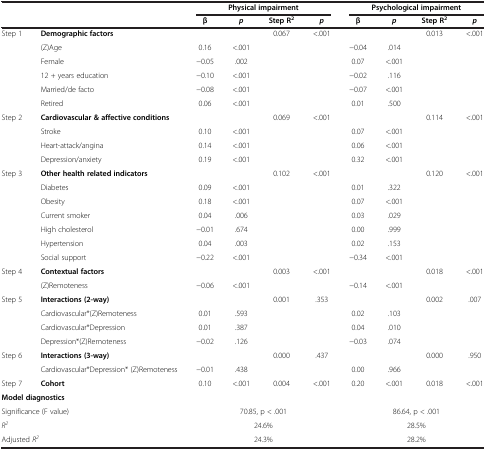 Physical impairment Psychological impairment
β p Step R² p β p Step R² p
Step 1 Demographic factors 0.067 <.001 0.013 <.001
(Z)Age 0.16 <.001 −0.04 .014
Female −0.05 .002 0.07 <.001
12 + years education −0.10 <.001 −0.02 .116
Married/de facto −0.08 <.001 −0.07 <.001
Retired 0.06 <.001 0.01 .500
Step 2 Cardiovascular & affective conditions 0.069 <.001 0.114 <.001
Stroke 0.10 <.001 0.07 <.001
Heart-attack/angina 0.14 <.001 0.06 <.001
Depression/anxiety 0.19 <.001 0.32 <.001
Step 3 Other health related indicators 0.102 <.001 0.120 <.001
Diabetes 0.09 <.001 0.01 .322
Obesity 0.18 <.001 0.07 <.001
Current smoker 0.04 .006 0.03 .029
High cholesterol −0.01 .674 0.00 .999
Hypertension 0.04 .003 0.02 .153
Social support −0.22 <.001 −0.34 <.001
Step 4 Contextual factors 0.003 <.001 0.018 <.001
(Z)Remoteness −0.06 <.001 −0.14 <.001
Step 5 Interactions (2-way) 0.001 .353 0.002 .007
Cardiovascular*(Z)Remoteness 0.01 .593 0.02 .103
Cardiovascular*Depression 0.01 .387 0.04 .010
Depression*(Z)Remoteness −0.02 .126 −0.03 .074
Step 6 Interactions (3-way) 0.000 .437 0.000 .950
Cardiovascular*Depression* (Z)Remoteness −0.01 .438 0.00 .966
Step 7 Cohort 0.10 <.001 0.004 <.001 0.20 <.001 0.018 <.001
Model diagnostics
Significance (F value) 70.85, p < .001 86.64, p < .001
R² 24.6% 28.5%
Adjusted R² 24.3% 28.2%